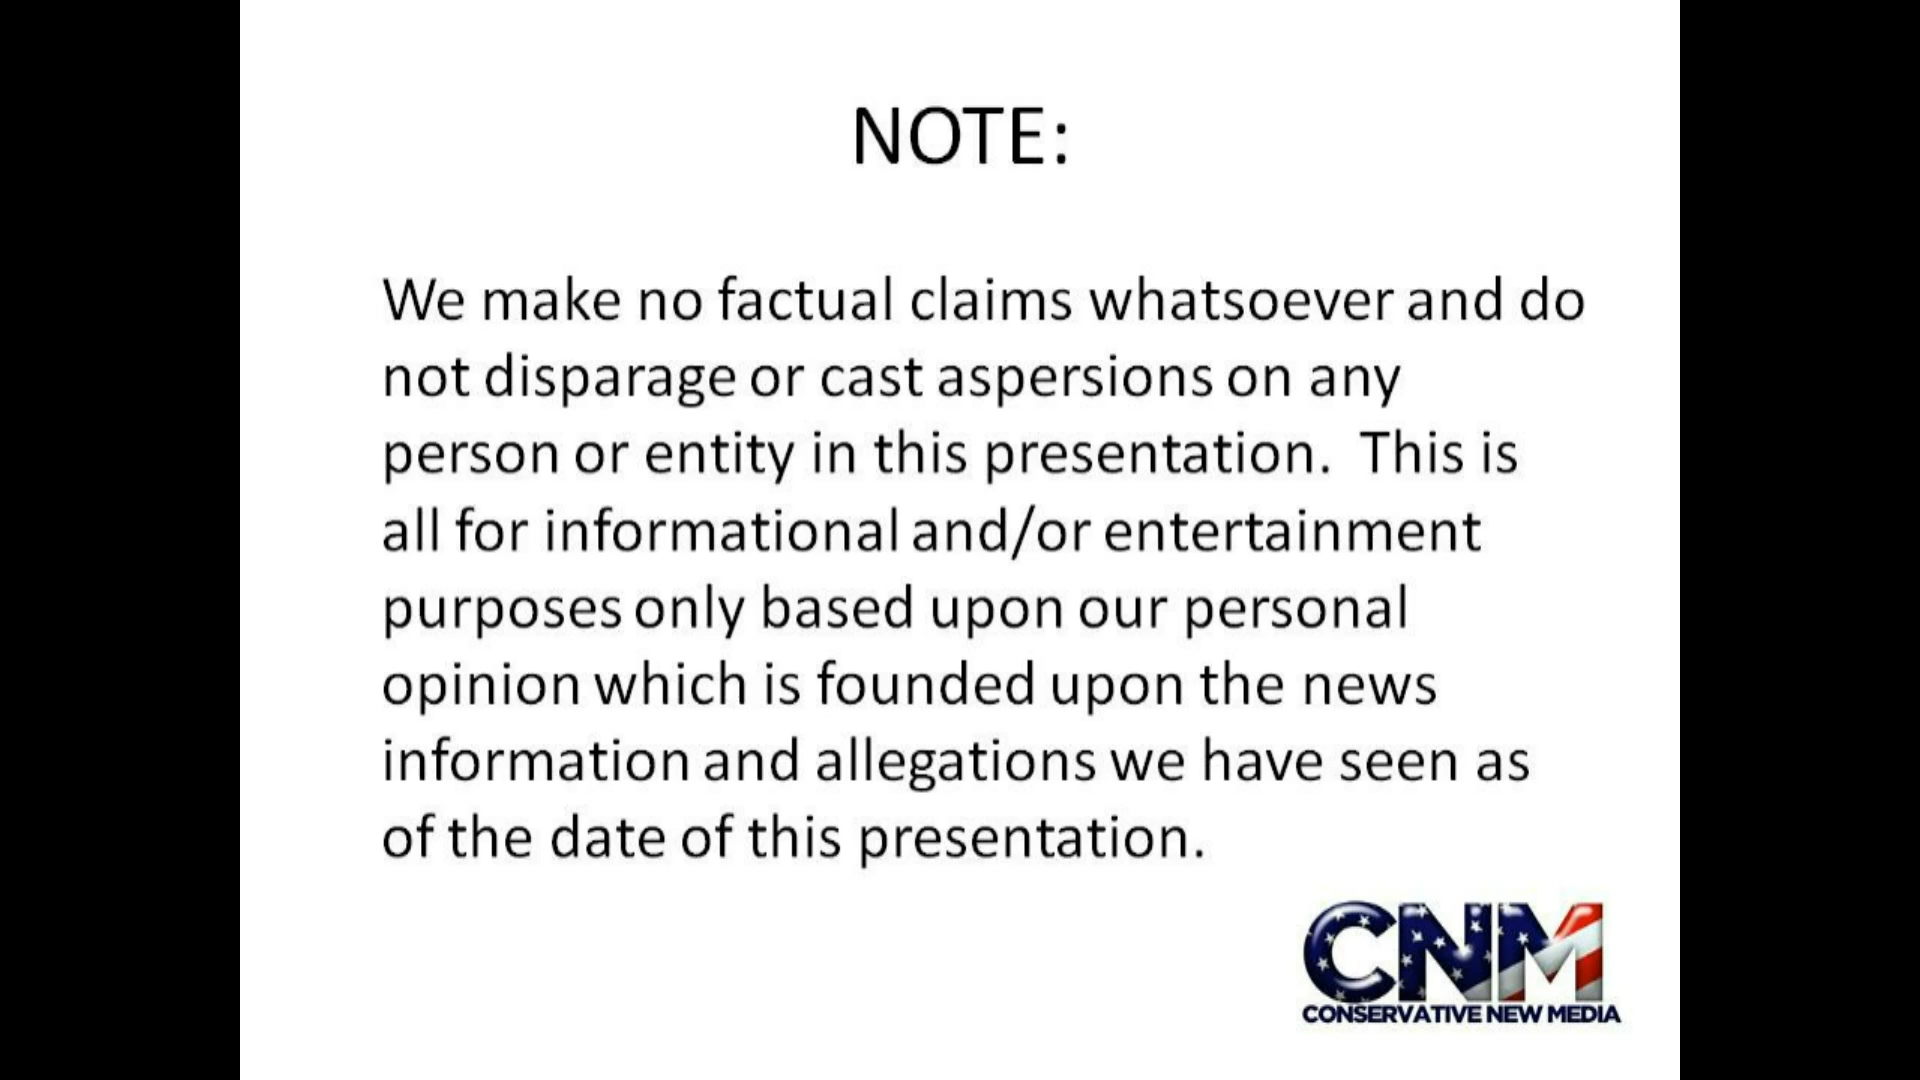 NOTE:
We make no factual claims whatsoever and do
not disparage or cast aspersions on any
person or entity in this presentation.  This is
all for informational and/or entertainment
purposes only based upon our personal
opinion which is founded upon the news
information and allegations we have seen as
of the date of this presentation.
CNM
CONSERVATIVE NEW MEDIA